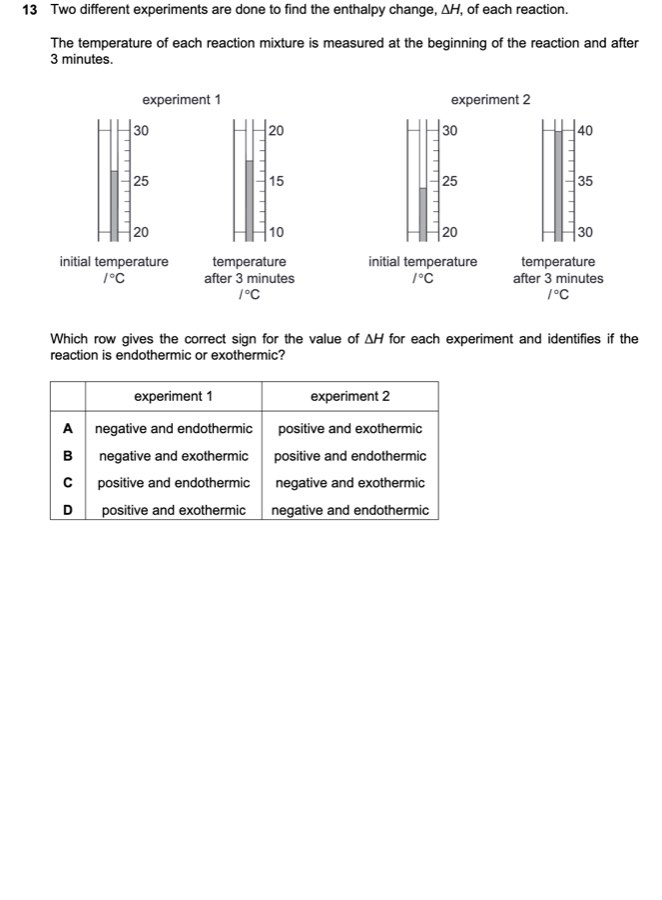 13 Two different experiments are done to find the enthalpy change, ΔH, of each reaction.
The temperature of each reaction mixture is measured at the beginning of the reaction and after
3 minutes.
experiment 1 experiment 2
30 20 30 40
25 15 25 35
20 10 20 30
initial temperature temperature initial temperature temperature
/°C after 3 minutes /°C after 3 minutes
/°C /°C
Which row gives the correct sign for the value of ΔH for each experiment and identifies if the
reaction is endothermic or exothermic?
experiment 1 experiment 2
A negative and endothermic positive and exothermic
B negative and exothermic positive and endothermic
C positive and endothermic negative and exothermic
D positive and exothermic negative and endothermic